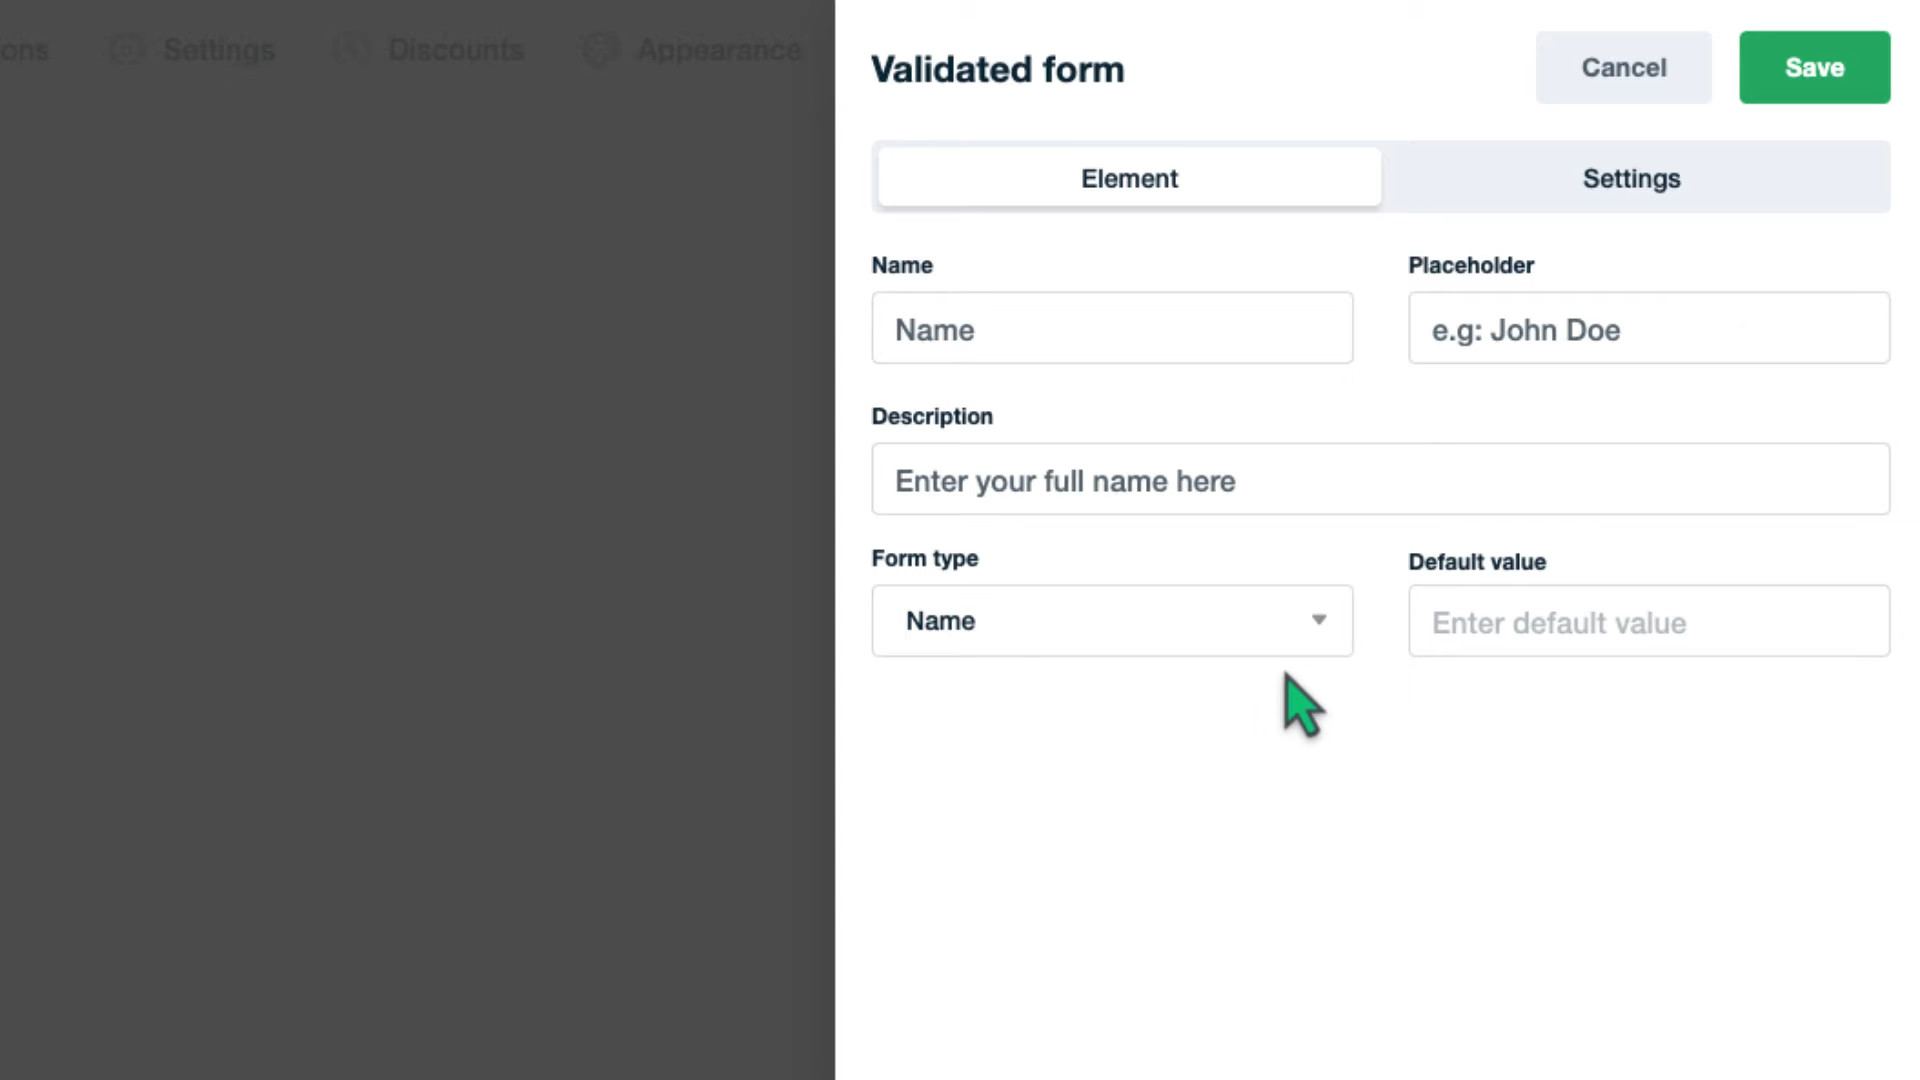 ons Settings Discounts Appearance
Validated form
Cancel
Save
Element
Settings
Name
Placeholder
Name
e.g: John Doe
Description
Enter your full name here
Form type
Default value
Name
Enter default value